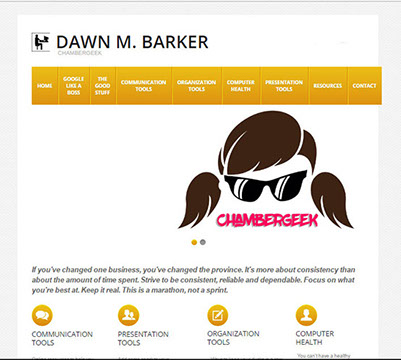 DAWN M. BARKER
CHAMBERGEEK
HOME
GOOGLE
LIKE A
BOSS
THE
GOOD
STUFF
COMMUNICATION
TOOLS
ORGANIZATION
TOOLS
COMPUTER
HEALTH
PRESENTATION
TOOLS
RESOURCES
CONTACT
CHAMBERGEEK
If you've changed one business, you've changed the province. It's more about consistency than
about the amount of time spent. Strive to be consistent, reliable and dependable. Focus on what
you're best at. Keep it real. This is a marathon, not a sprint.
COMMUNICATION
TOOLS
PRESENTATION
TOOLS
ORGANIZATION
TOOLS
COMPUTER
HEALTH
You can't have a healthy